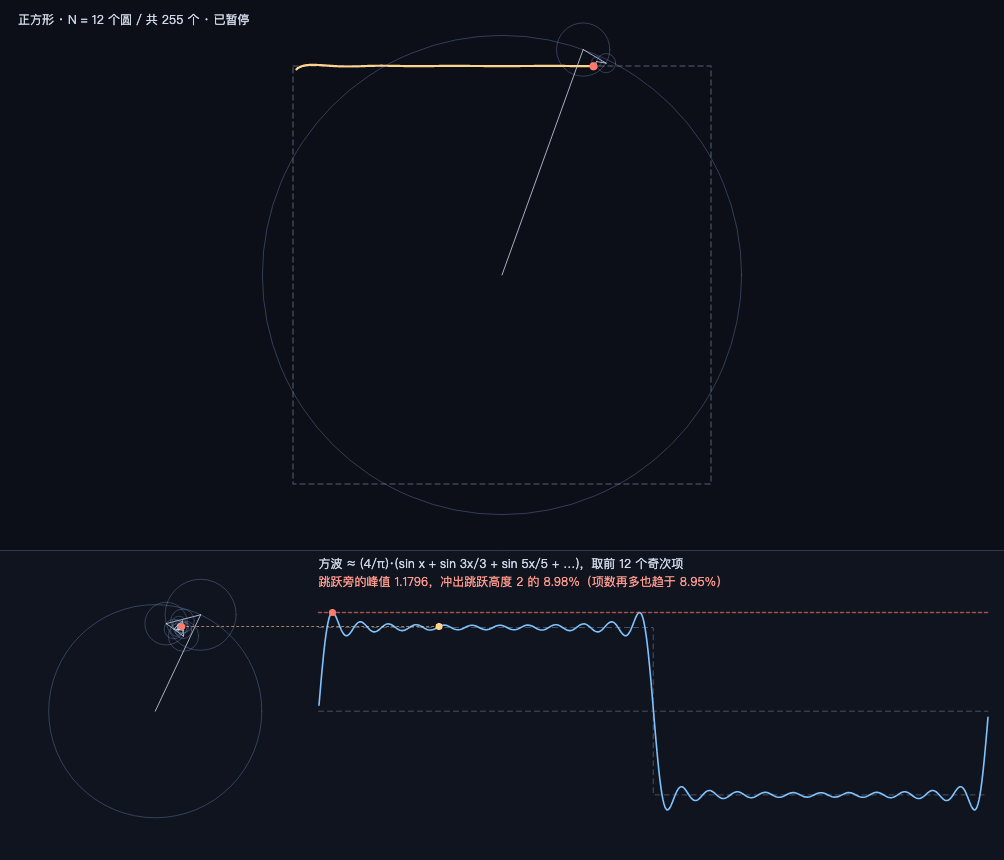 正方形 · N = 12 个圆 / 共 255 个 · 已暂停
方波 ≈ (4/π)·(sin x + sin 3x/3 + sin 5x/5 + …)，取前 12 个奇次项
跳跃旁的峰值 1.1796，冲出跳跃高度 2 的 8.98%（项数再多也趋于 8.95%）